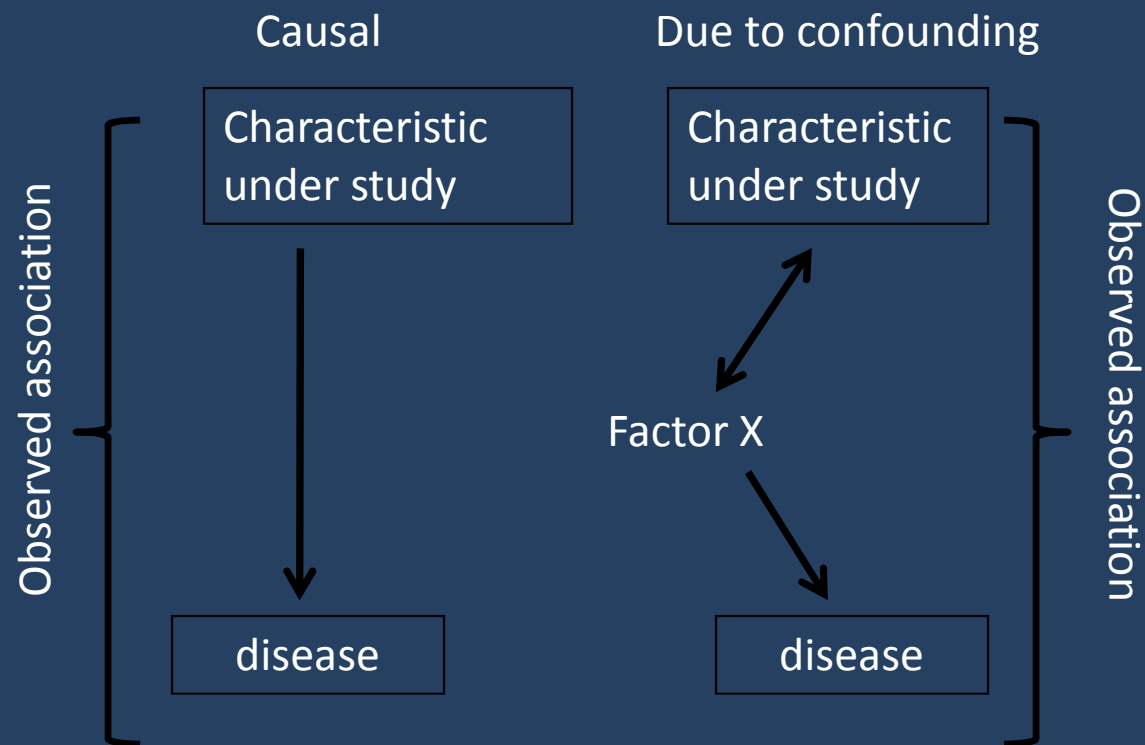 Causal
Due to confounding
Characteristic
under study
Characteristic
under study
Observed association
Observed association
Factor X
disease
disease